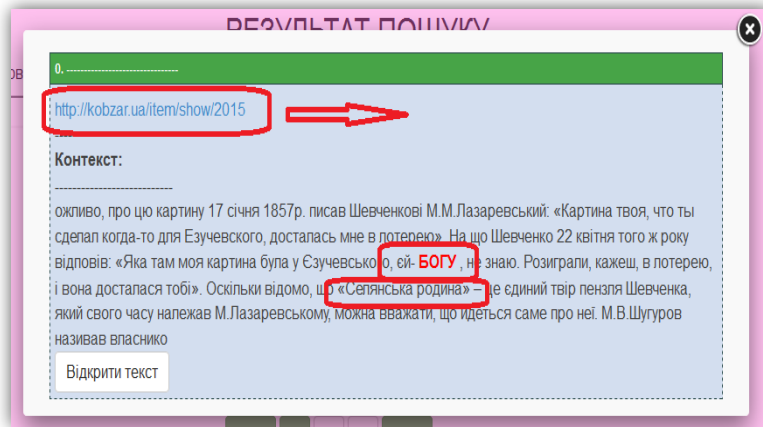 РЕЗУЛЬТАТ ПОШУКУ
0. --------------------------------
http://kobzar.ua/item/show/2015
Контекст:
---------------------------
ожливо, про цю картину 17 січня 1857р. писав Шевченкові М.М.Лазаревський: «Картина твоя, что ты
сделал когда-то для Езучевского, досталась мне в лотерею». На що Шевченко 22 квітня того ж року
відповів: «Яка там моя картина була у Єзучевського, єй- БОГУ , не знаю. Розиграли, кажеш, в лотерею,
і вона досталася тобі». Оскільки відомо, що «Селянська родина» – це єдиний твір пензля Шевченка,
який свого часу належав М.Лазаревському, можна вважати, що йдеться саме про неї. М.В.Шугуров
називав власнико
Відкрити текст